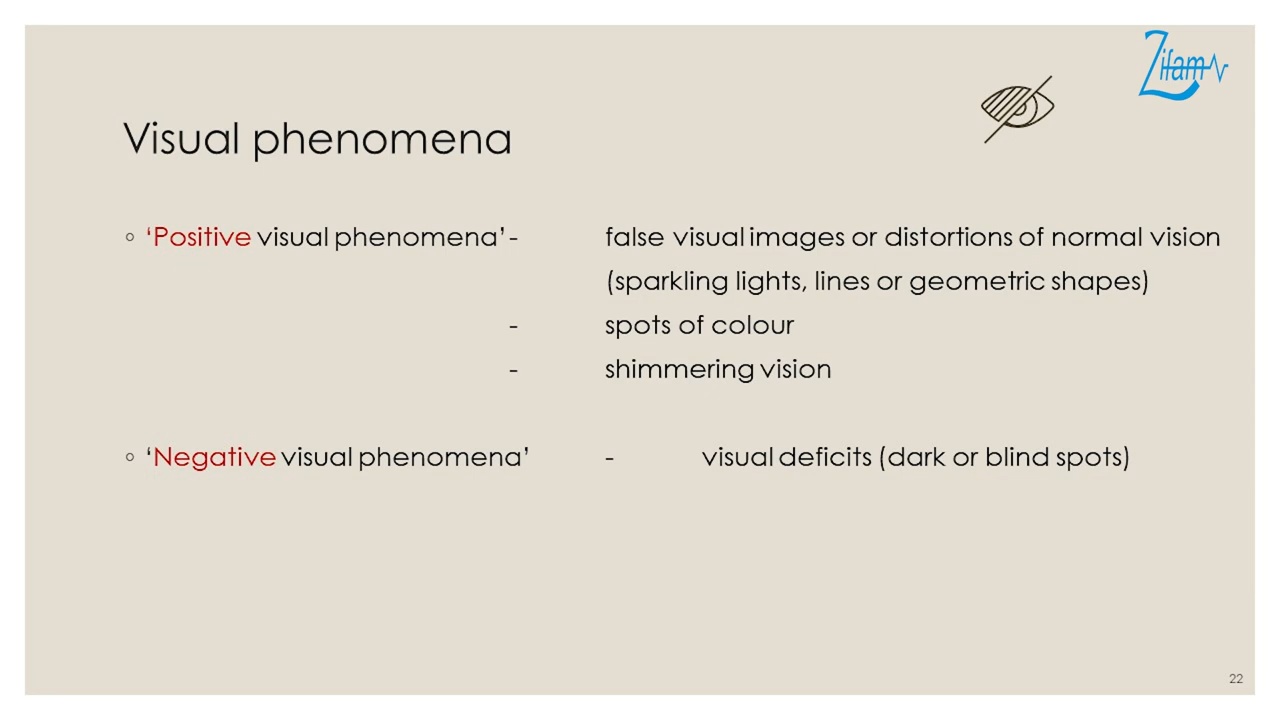 Zifam
Visual phenomena
◦ ‘Positive visual phenomena’ - false visual images or distortions of normal vision
(sparkling lights, lines or geometric shapes)
- spots of colour
- shimmering vision
◦ ‘Negative visual phenomena’ - visual deficits (dark or blind spots)
22